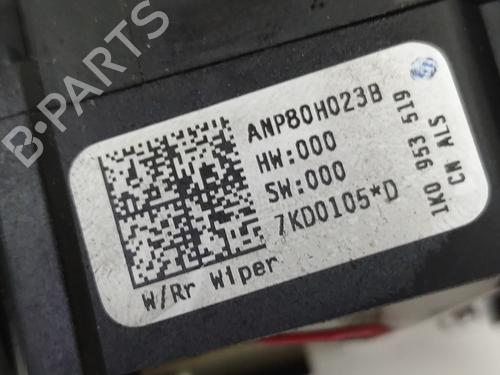 ANP80H023B
HW:000
SW:000
7KD0105*D
W/Rr Wiper
1K0 953 519
CN ALS
B-PARTS